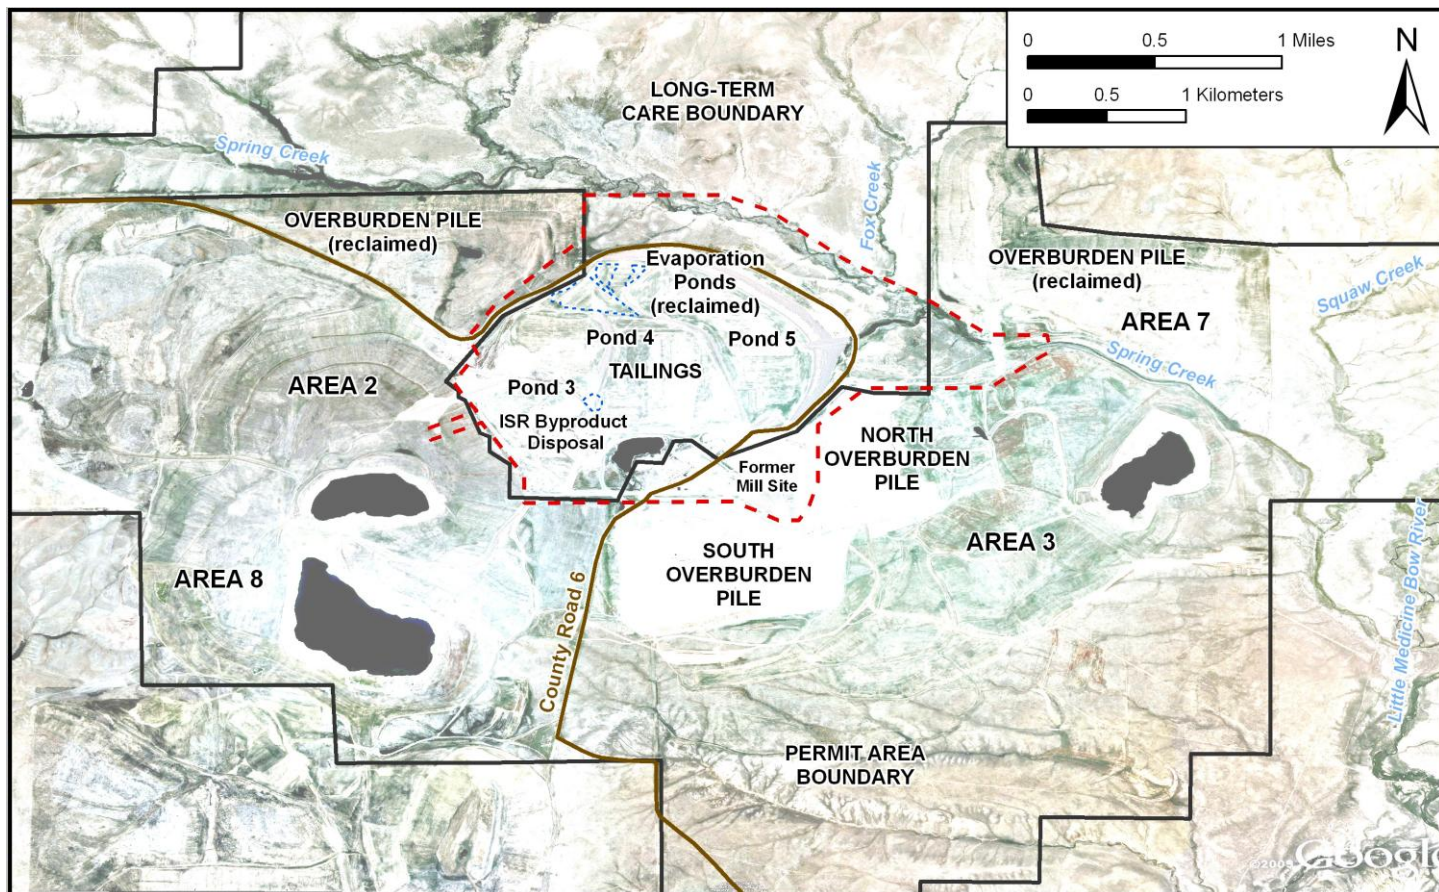 0 0.5 1 Miles
0 0.5 1 Kilometers
N
LONG-TERM
CARE BOUNDARY
Spring Creek
Fox Creek
OVERBURDEN PILE
(reclaimed)
Evaporation
Ponds
(reclaimed)
OVERBURDEN PILE
(reclaimed)
Squaw Creek
AREA 7
Pond 4
Pond 5
TAILINGS
Spring Creek
AREA 2
Pond 3
ISR Byproduct
Disposal
NORTH
OVERBURDEN
PILE
Former
Mill Site
AREA 3
SOUTH
OVERBURDEN
PILE
AREA 8
County Road 6
Little Medicine Bow River
PERMIT AREA
BOUNDARY
©2009 Google